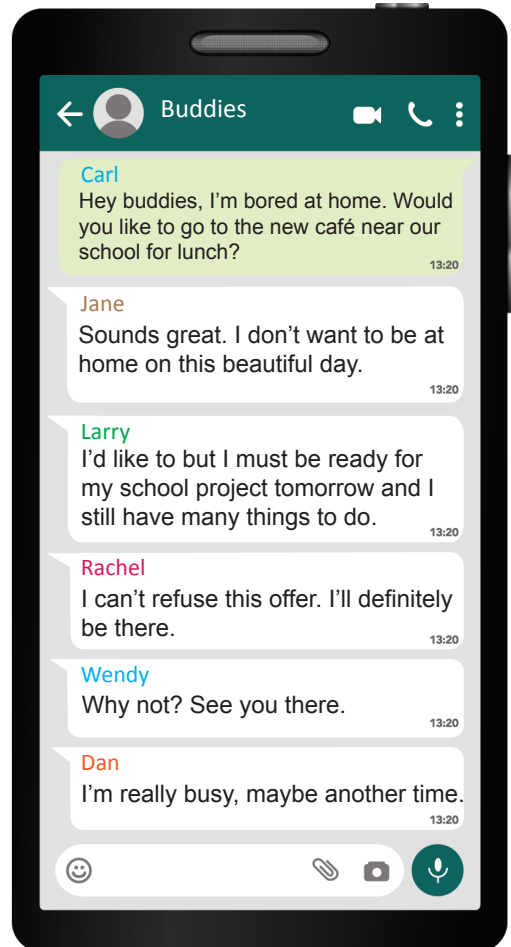 Buddies
Carl
Hey buddies, I'm bored at home. Would
you like to go to the new café near our
school for lunch?
13:20
Jane
Sounds great. I don't want to be at
home on this beautiful day.
13:20
Larry
I'd like to but I must be ready for
my school project tomorrow and I
still have many things to do.
13:20
Rachel
I can't refuse this offer. I'll definitely
be there.
13:20
Wendy
Why not? See you there.
13:20
Dan
I'm really busy, maybe another time.
13:20